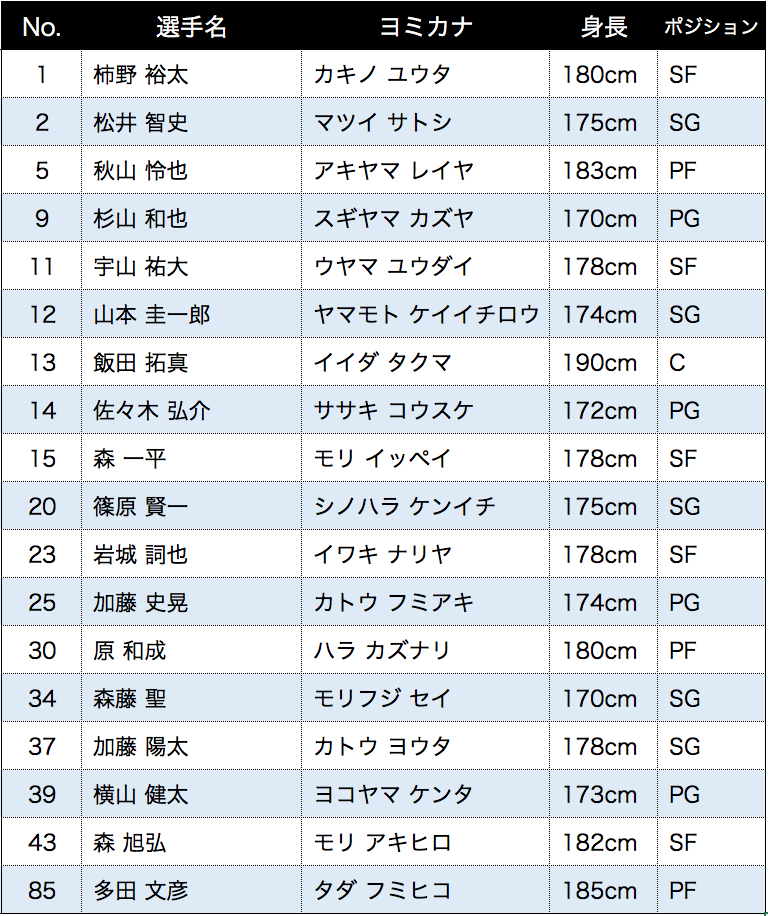 No. 選手名 ヨミカナ 身長 ポジション
1 柿野 裕太 カキノ ユウタ 180cm SF
2 松井 智史 マツイ サトシ 175cm SG
5 秋山 怜也 アキヤマ レイヤ 183cm PF
9 杉山 和也 スギヤマ カズヤ 170cm PG
11 宇山 祐大 ウヤマ ユウダイ 178cm SF
12 山本 圭一郎 ヤマモト ケイイチロウ 174cm SG
13 飯田 拓真 イイダ タクマ 190cm C
14 佐々木 弘介 ササキ コウスケ 172cm PG
15 森 一平 モリ イッペイ 178cm SF
20 篠原 賢一 シノハラ ケンイチ 175cm SG
23 岩城 詞也 イワキ ナリヤ 178cm SF
25 加藤 史晃 カトウ フミアキ 174cm PG
30 原 和成 ハラ カズナリ 180cm PF
34 森藤 聖 モリフジ セイ 170cm SG
37 加藤 陽太 カトウ ヨウタ 178cm SG
39 横山 健太 ヨコヤマ ケンタ 173cm PG
43 森 旭弘 モリ アキヒロ 182cm SF
85 多田 文彦 タダ フミヒコ 185cm PF